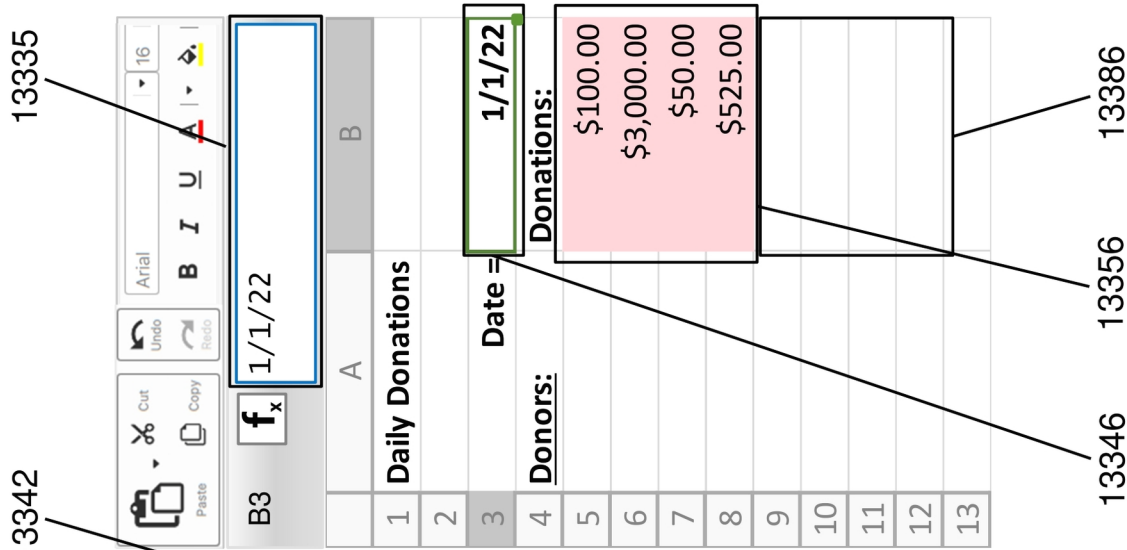 3342 13335
Cut Undo Arial 16
Paste Copy Redo B I U A
B3 fx 1/1/22
A B
1 Daily Donations
2
3 Date = 1/1/22
4 Donors: Donations:
5 $100.00
6 $3,000.00
7 $50.00
8 $525.00
9
10
11
12
13
13346 13356 13386